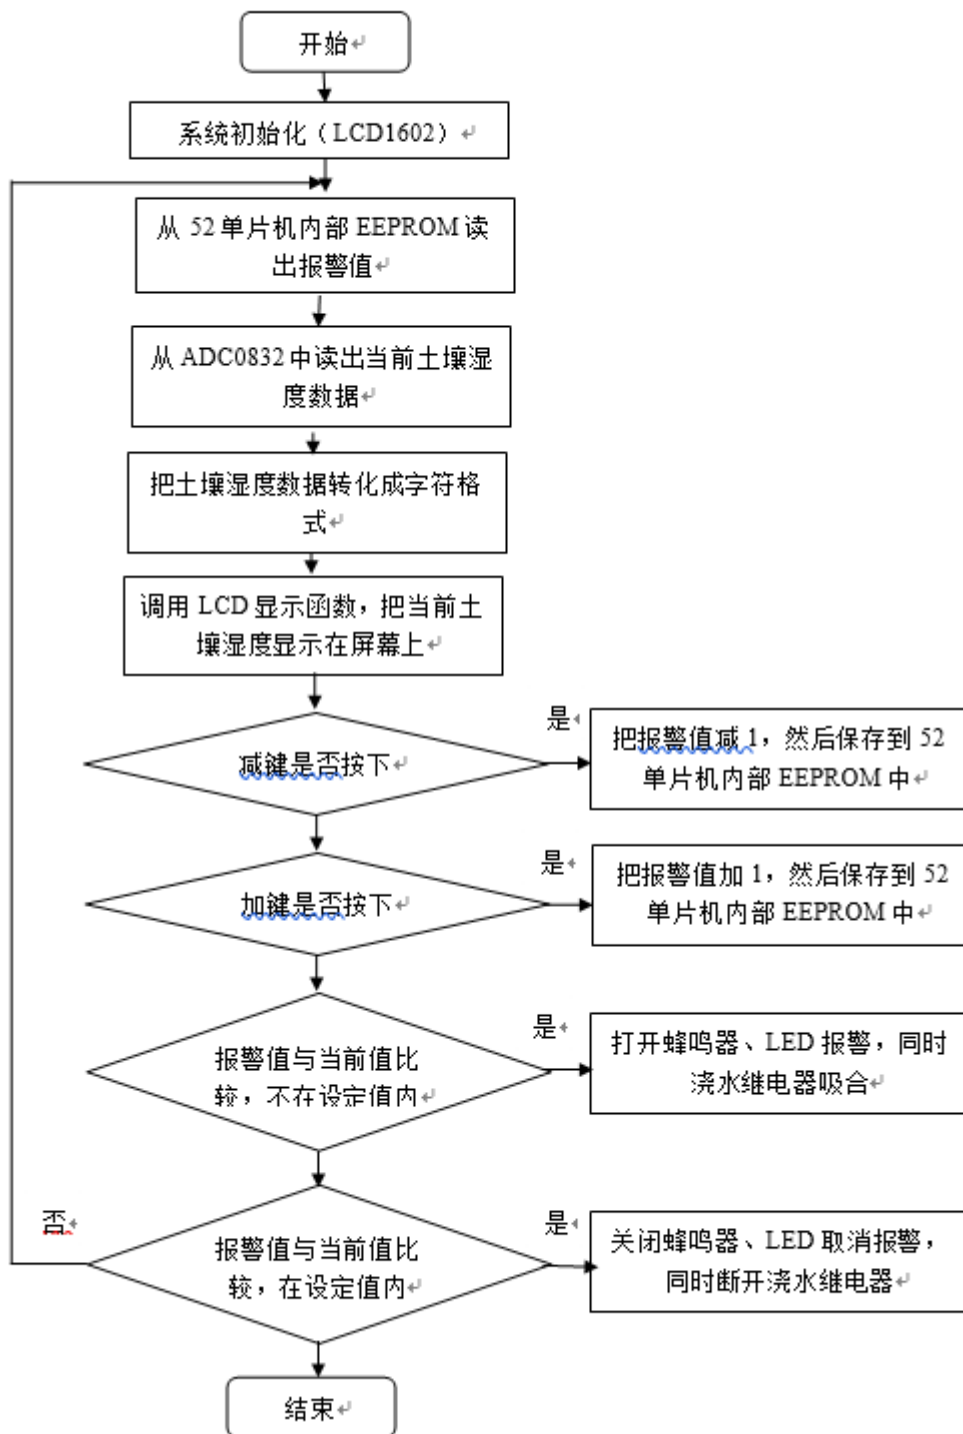 开始
系统初始化（LCD1602）
从 52 单片机内部 EEPROM 读
出报警值
从 ADC0832 中读出当前土壤湿
度数据
把土壤湿度数据转化成字符格
式
调用 LCD 显示函数，把当前土
壤湿度显示在屏幕上
减键是否按下
是
把报警值减 1，然后保存到 52
单片机内部 EEPROM 中
加键是否按下
是
把报警值加 1，然后保存到 52
单片机内部 EEPROM 中
报警值与当前值比
较，不在设定值内
是
打开蜂鸣器、LED 报警，同时
浇水继电器吸合
否
报警值与当前值比
较，在设定值内
是
关闭蜂鸣器、LED 取消报警，
同时断开浇水继电器
结束